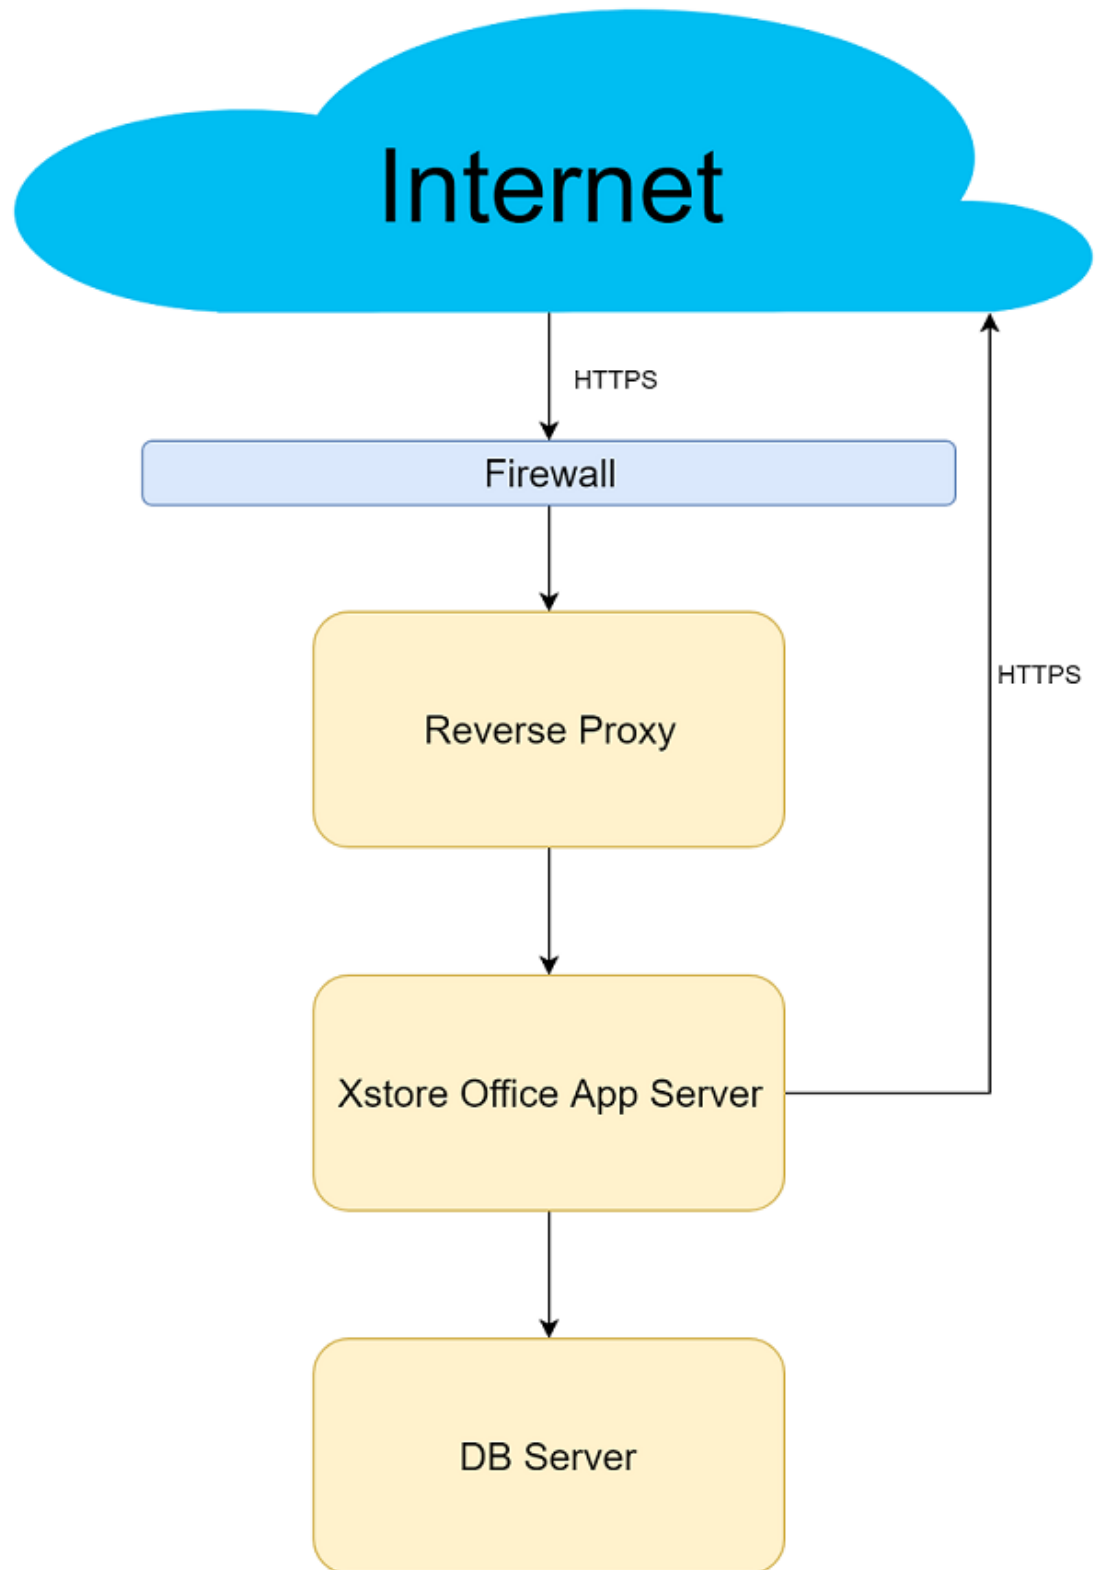 Internet
HTTPS
Firewall
HTTPS
Reverse Proxy
Xstore Office App Server
DB Server